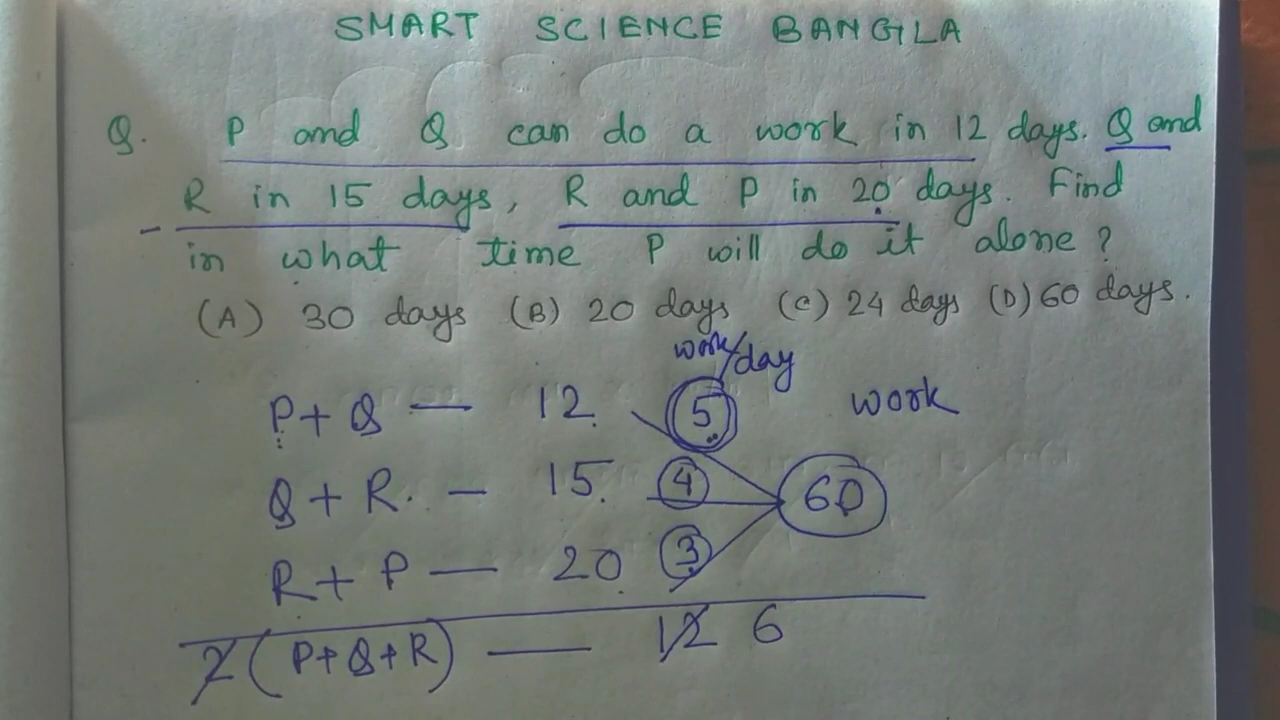 SMART SCIENCE BANGLA
Q. P and Q can do a work in 12 days. Q and
R in 15 days, R and P in 20 days. Find
in what time P will do it alone?
(A) 30 days (B) 20 days (C) 24 days (D) 60 days.
work/day
P+Q — 12 5 work
Q+R. — 15. 4 60
R+P — 20 3
2(P+Q+R) — 12 6